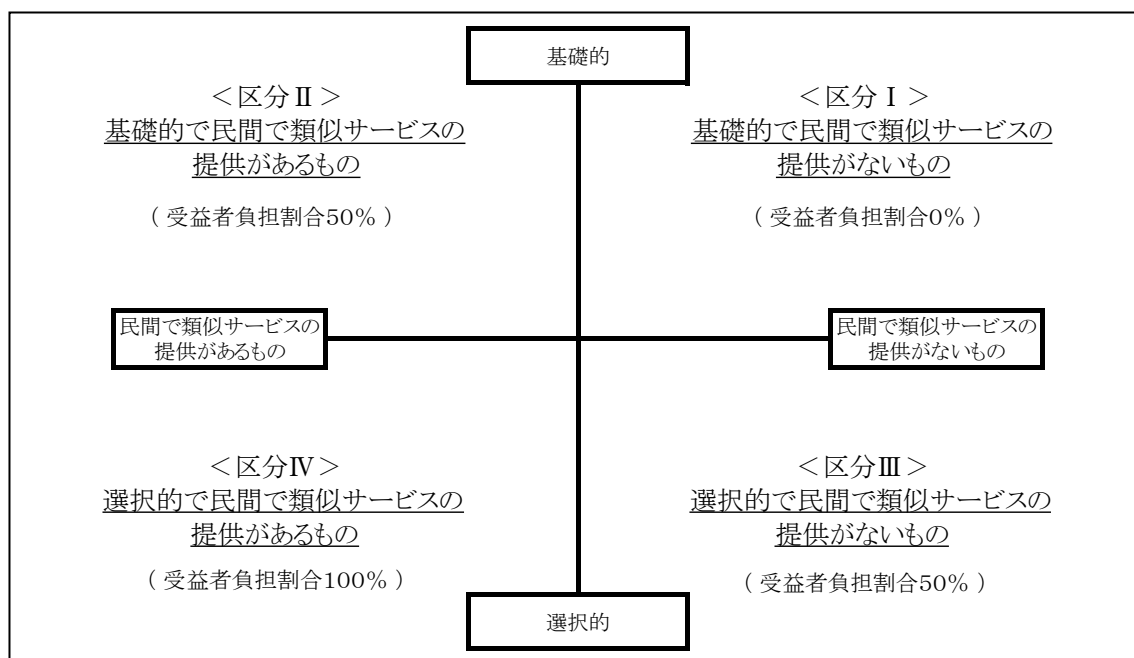 基礎的
＜区分Ⅱ＞
基礎的で民間で類似サービスの
提供があるもの
（ 受益者負担割合50％ ）
＜区分Ⅰ＞
基礎的で民間で類似サービスの
提供がないもの
（ 受益者負担割合0％ ）
民間で類似サービスの
提供があるもの
民間で類似サービスの
提供がないもの
＜区分Ⅳ＞
選択的で民間で類似サービスの
提供があるもの
（ 受益者負担割合100％ ）
＜区分Ⅲ＞
選択的で民間で類似サービスの
提供がないもの
（ 受益者負担割合50％ ）
選択的